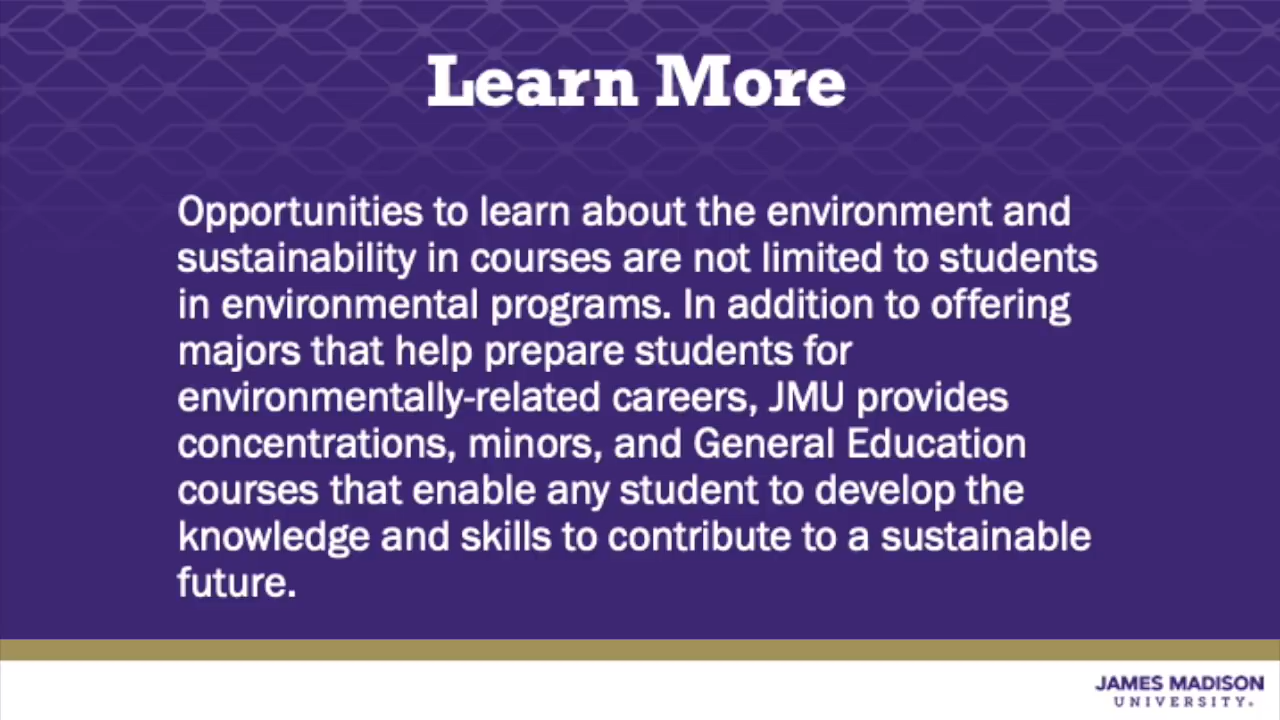 Learn More
Opportunities to learn about the environment and
sustainability in courses are not limited to students
in environmental programs. In addition to offering
majors that help prepare students for
environmentally-related careers, JMU provides
concentrations, minors, and General Education
courses that enable any student to develop the
knowledge and skills to contribute to a sustainable
future.
JAMES MADISON
UNIVERSITY®